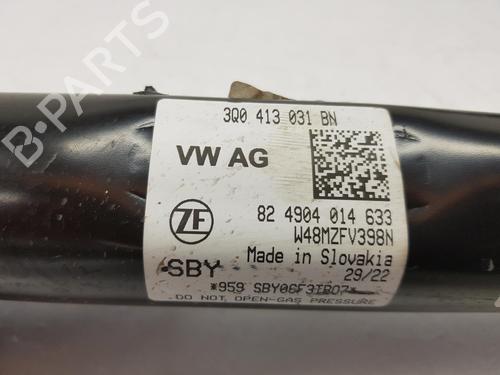 3Q0 413 031 BN
VW AG
ZF
82 4904 014 633
W48MZFV398N
Made in Slovakia
SBY
29/22
*959 SBY06F3TB07*
DO NOT OPEN-GAS PRESSURE
B-PARTS